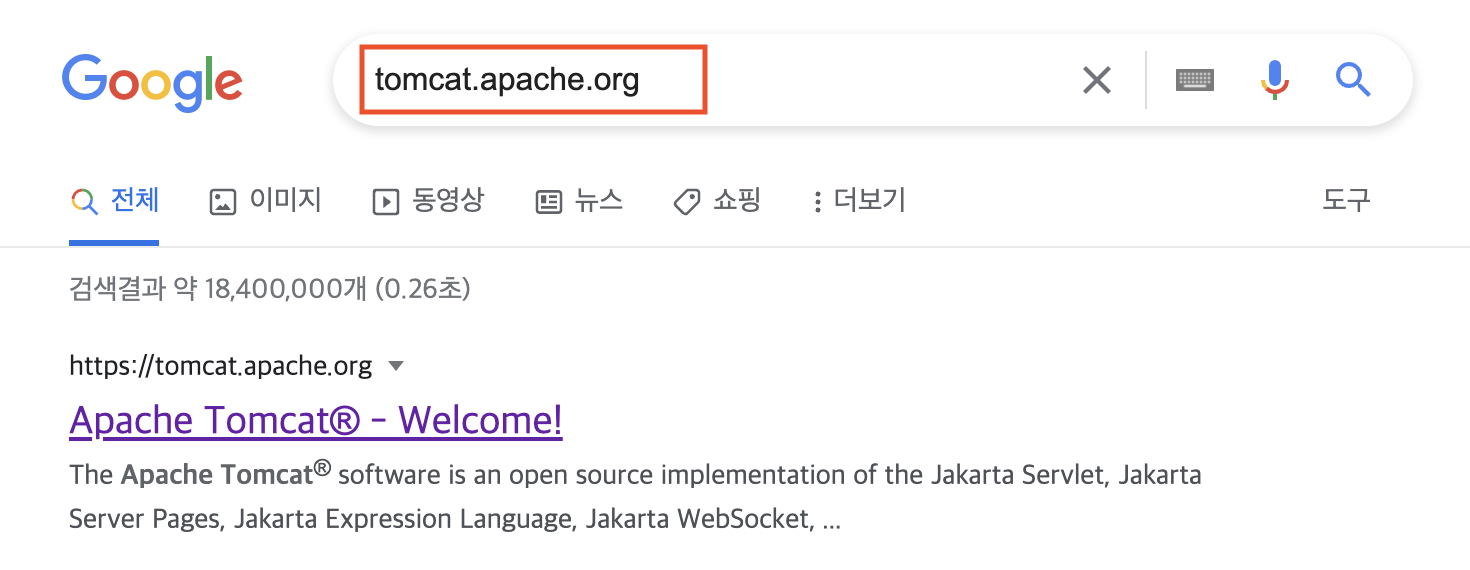 Google tomcat.apache.org
전체 이미지 동영상 뉴스 쇼핑 더보기 도구
검색결과 약 18,400,000개 (0.26초)
https://tomcat.apache.org
Apache Tomcat® - Welcome!
The Apache Tomcat® software is an open source implementation of the Jakarta Servlet, Jakarta
Server Pages, Jakarta Expression Language, Jakarta WebSocket, ...